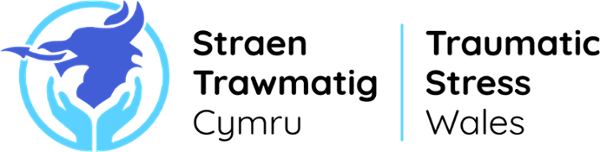 Straen
Trawmatig
Cymru
Traumatic
Stress
Wales